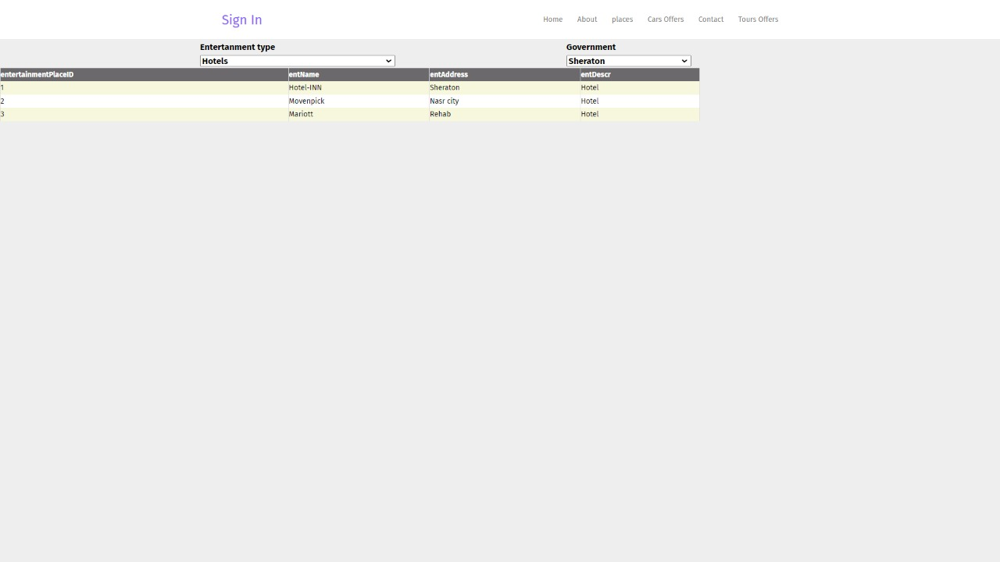 Sign In Home About places Cars Offers Contact Tours Offers
Entertanment type Government
Hotels Sheraton
entertainmentPlaceID entName entAddress entDescr
1 Hotel-INN Sheraton Hotel
2 Movenpick Nasr city Hotel
3 Mariott Rehab Hotel